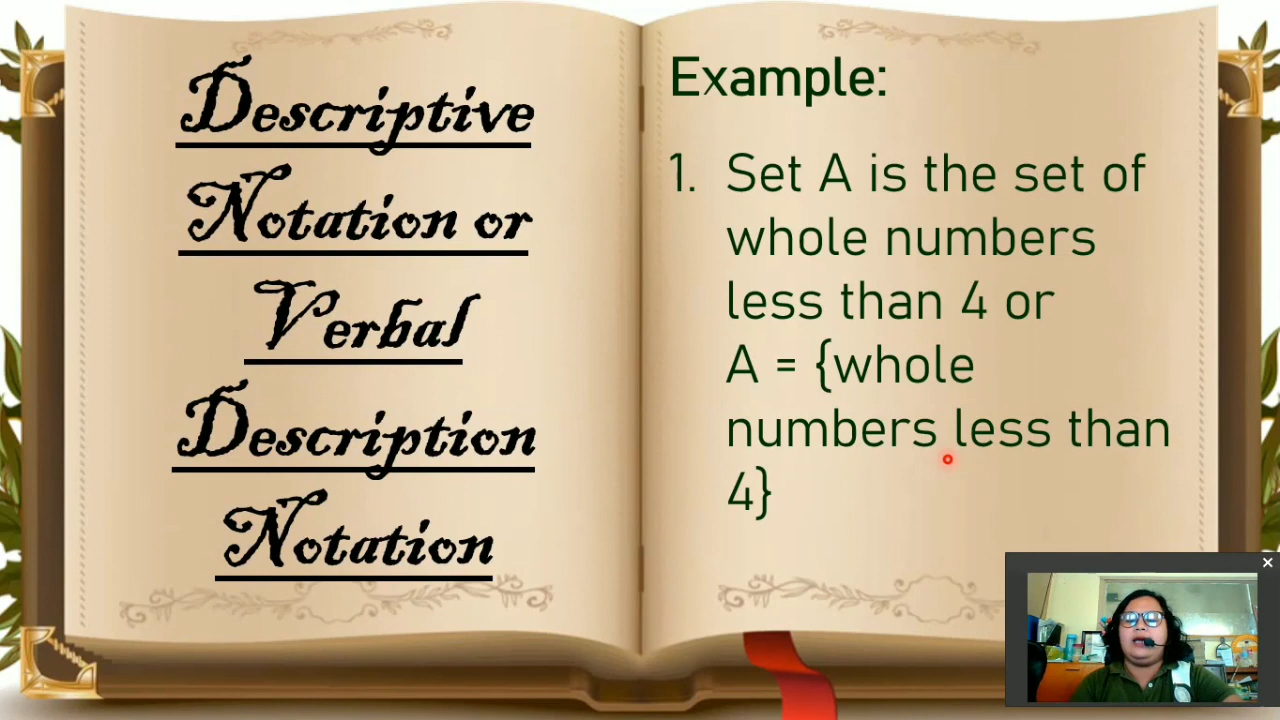 Descriptive
Notation or
Verbal
Description
Notation
Example:
1. Set A is the set of
whole numbers
less than 4 or
A = {whole
numbers less than
4}